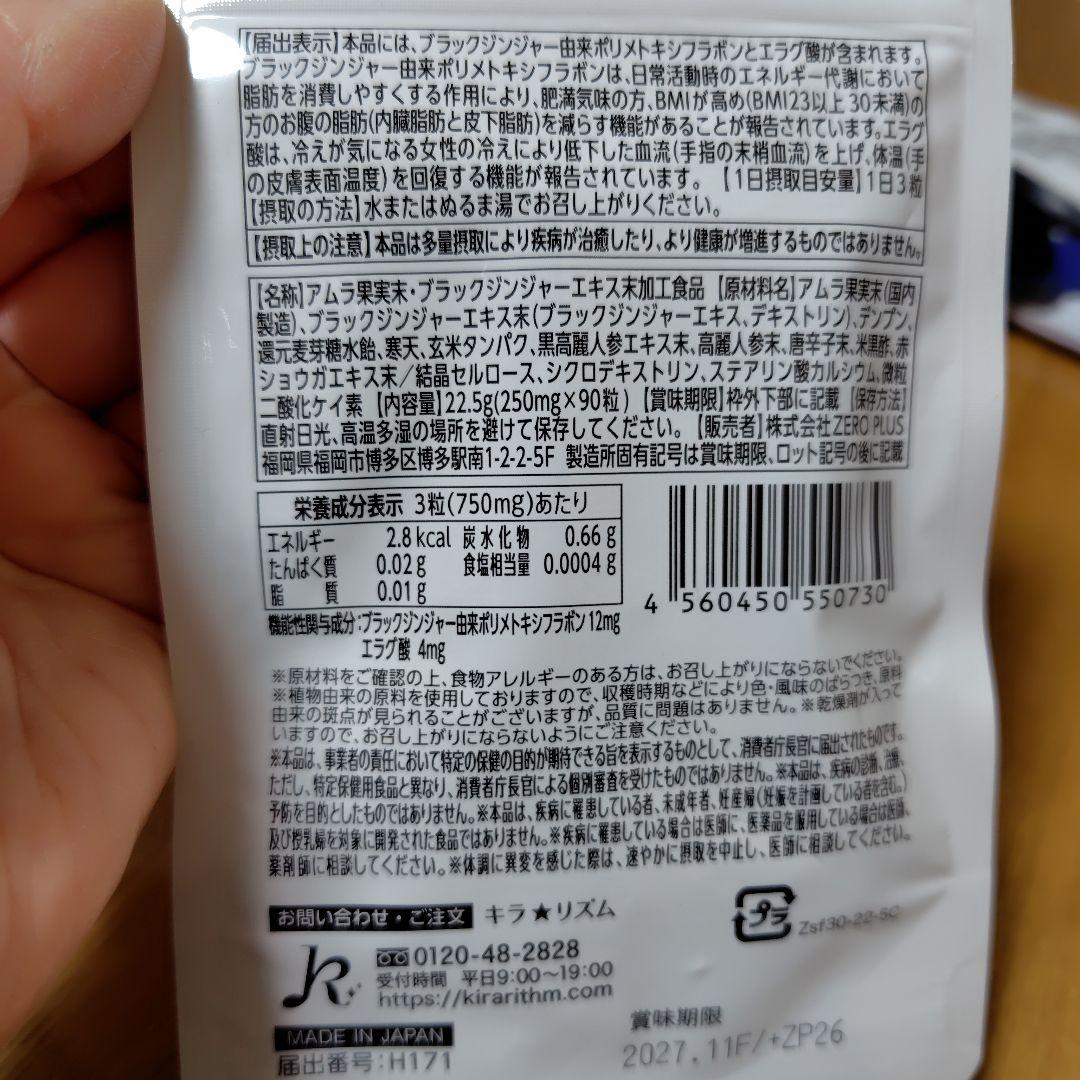 【届出表示】本品には、ブラックジンジャー由来ポリメトキシフラボンとエラグ酸が含まれます。
ブラックジンジャー由来ポリメトキシフラボンは、日常活動時のエネルギー代謝において
脂肪を消費しやすくする作用により、肥満気味の方、BMIが高め(BMI23以上30未満)の
方のお腹の脂肪(内臓脂肪と皮下脂肪)を減らす機能があることが報告されています。エラグ
酸は、冷えが気になる女性の冷えにより低下した血流(手指の末梢血流)を上げ、体温(手
の皮膚表面温度)を回復する機能が報告されています。【1日摂取目安量】1日3粒
【摂取の方法】水またはぬるま湯でお召し上がりください。
【摂取上の注意】本品は多量摂取により疾病が治癒したり、より健康が増進するものではありません。
【名称】アムラ果実末・ブラックジンジャーエキス末加工食品【原材料名】アムラ果実末(国内
製造)、ブラックジンジャーエキス末(ブラックジンジャーエキス、デキストリン)、デンプン、
還元麦芽糖水飴、寒天、玄米タンパク、黒高麗人参エキス末、高麗人参末、唐辛子末、米黒酢、赤
ショウガエキス末／結晶セルロース、シクロデキストリン、ステアリン酸カルシウム、微粒
二酸化ケイ素【内容量】22.5g(250mg×90粒)【賞味期限】枠外下部に記載【保存方法】
直射日光、高温多湿の場所を避けて保存してください。【販売者】株式会社ZERO PLUS
福岡県福岡市博多区博多駅南1-2-2-5F 製造所固有記号は賞味期限、ロット記号の後に記載
栄養成分表示 3粒(750mg)あたり
エネルギー 2.8kcal 炭水化物 0.66g
たんぱく質 0.02g 食塩相当量 0.0004g
脂質 0.01g
4 560450 550730
機能性関与成分：ブラックジンジャー由来ポリメトキシフラボン12mg
エラグ酸 4mg
※原材料をご確認の上、食物アレルギーのある方は、お召し上がりにならないでください。
※植物由来の原料を使用しておりますので、収穫時期などにより色・風味のばらつき、原料
由来の斑点が見られることがございますが、品質に問題はありません。※乾燥剤が入って
いますので、お召し上がりにならないようにご注意ください。
※本品は、事業者の責任において特定の保健の目的が期待できる旨を表示するものとして、消費者庁長官に届出されたものです。
ただし、特定保健用食品と異なり、消費者庁長官による個別審査を受けたものではありません。※本品は、疾病の診断、治療、
予防を目的としたものではありません。※本品は、疾病に罹患している者、未成年者、妊産婦(妊娠を計画している者を含む。)
及び授乳婦を対象に開発された食品ではありません。※疾病に罹患している場合は医師に、医薬品を服用している場合は医師、
薬剤師に相談してください。※体調に異変を感じた際は、速やかに摂取を中止し、医師に相談してください。
お問い合わせ・ご注文 キラ★リズム
プラ
Zsf30-22-5C
0120-48-2828
受付時間 平日9:00〜19:00
https://kirarithm.com
MADE IN JAPAN
届出番号：H171
賞味期限
2027.11F/+ZP26